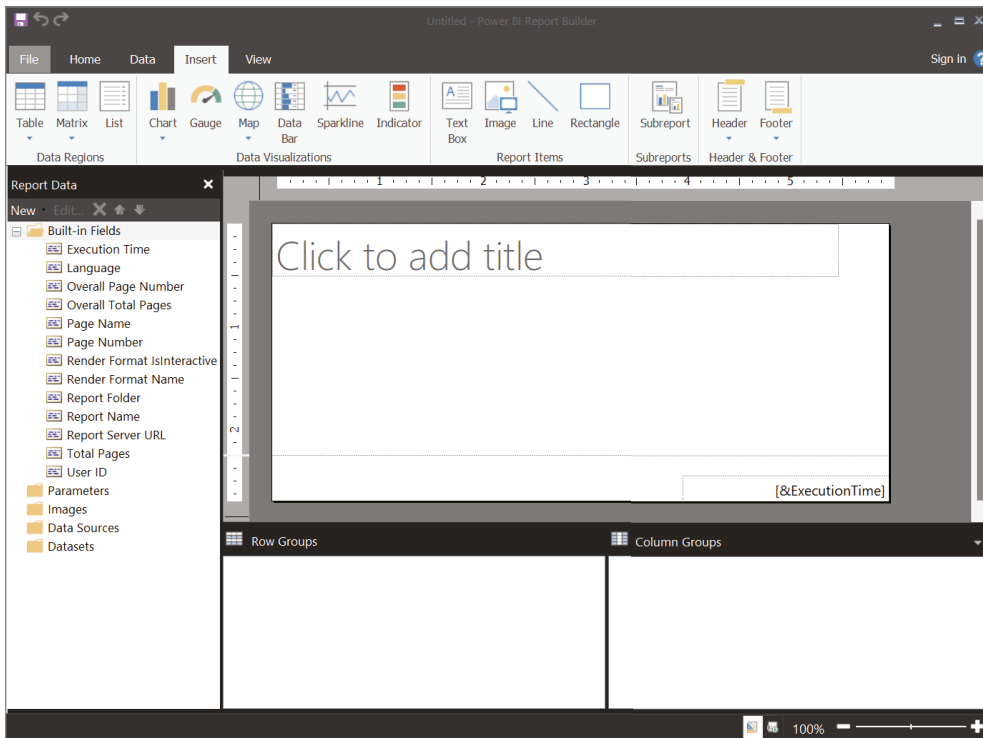 Untitled - Power BI Report Builder
File Home Data Insert View Sign in ?
Table Matrix List Chart Gauge Map Data Bar Sparkline Indicator Text Box Image Line Rectangle Subreport Header Footer
Data Regions Data Visualizations Report Items Subreports Header & Footer
Report Data
1 2 3 4 5
New Edit...
Built-in Fields
Execution Time
Language
Overall Page Number
Overall Total Pages
Page Name
Page Number
Render Format IsInteractive
Render Format Name
Report Folder
Report Name
Report Server URL
Total Pages
User ID
Parameters
Images
Data Sources
Datasets
Click to add title
1
2
[&ExecutionTime]
Row Groups Column Groups
100%